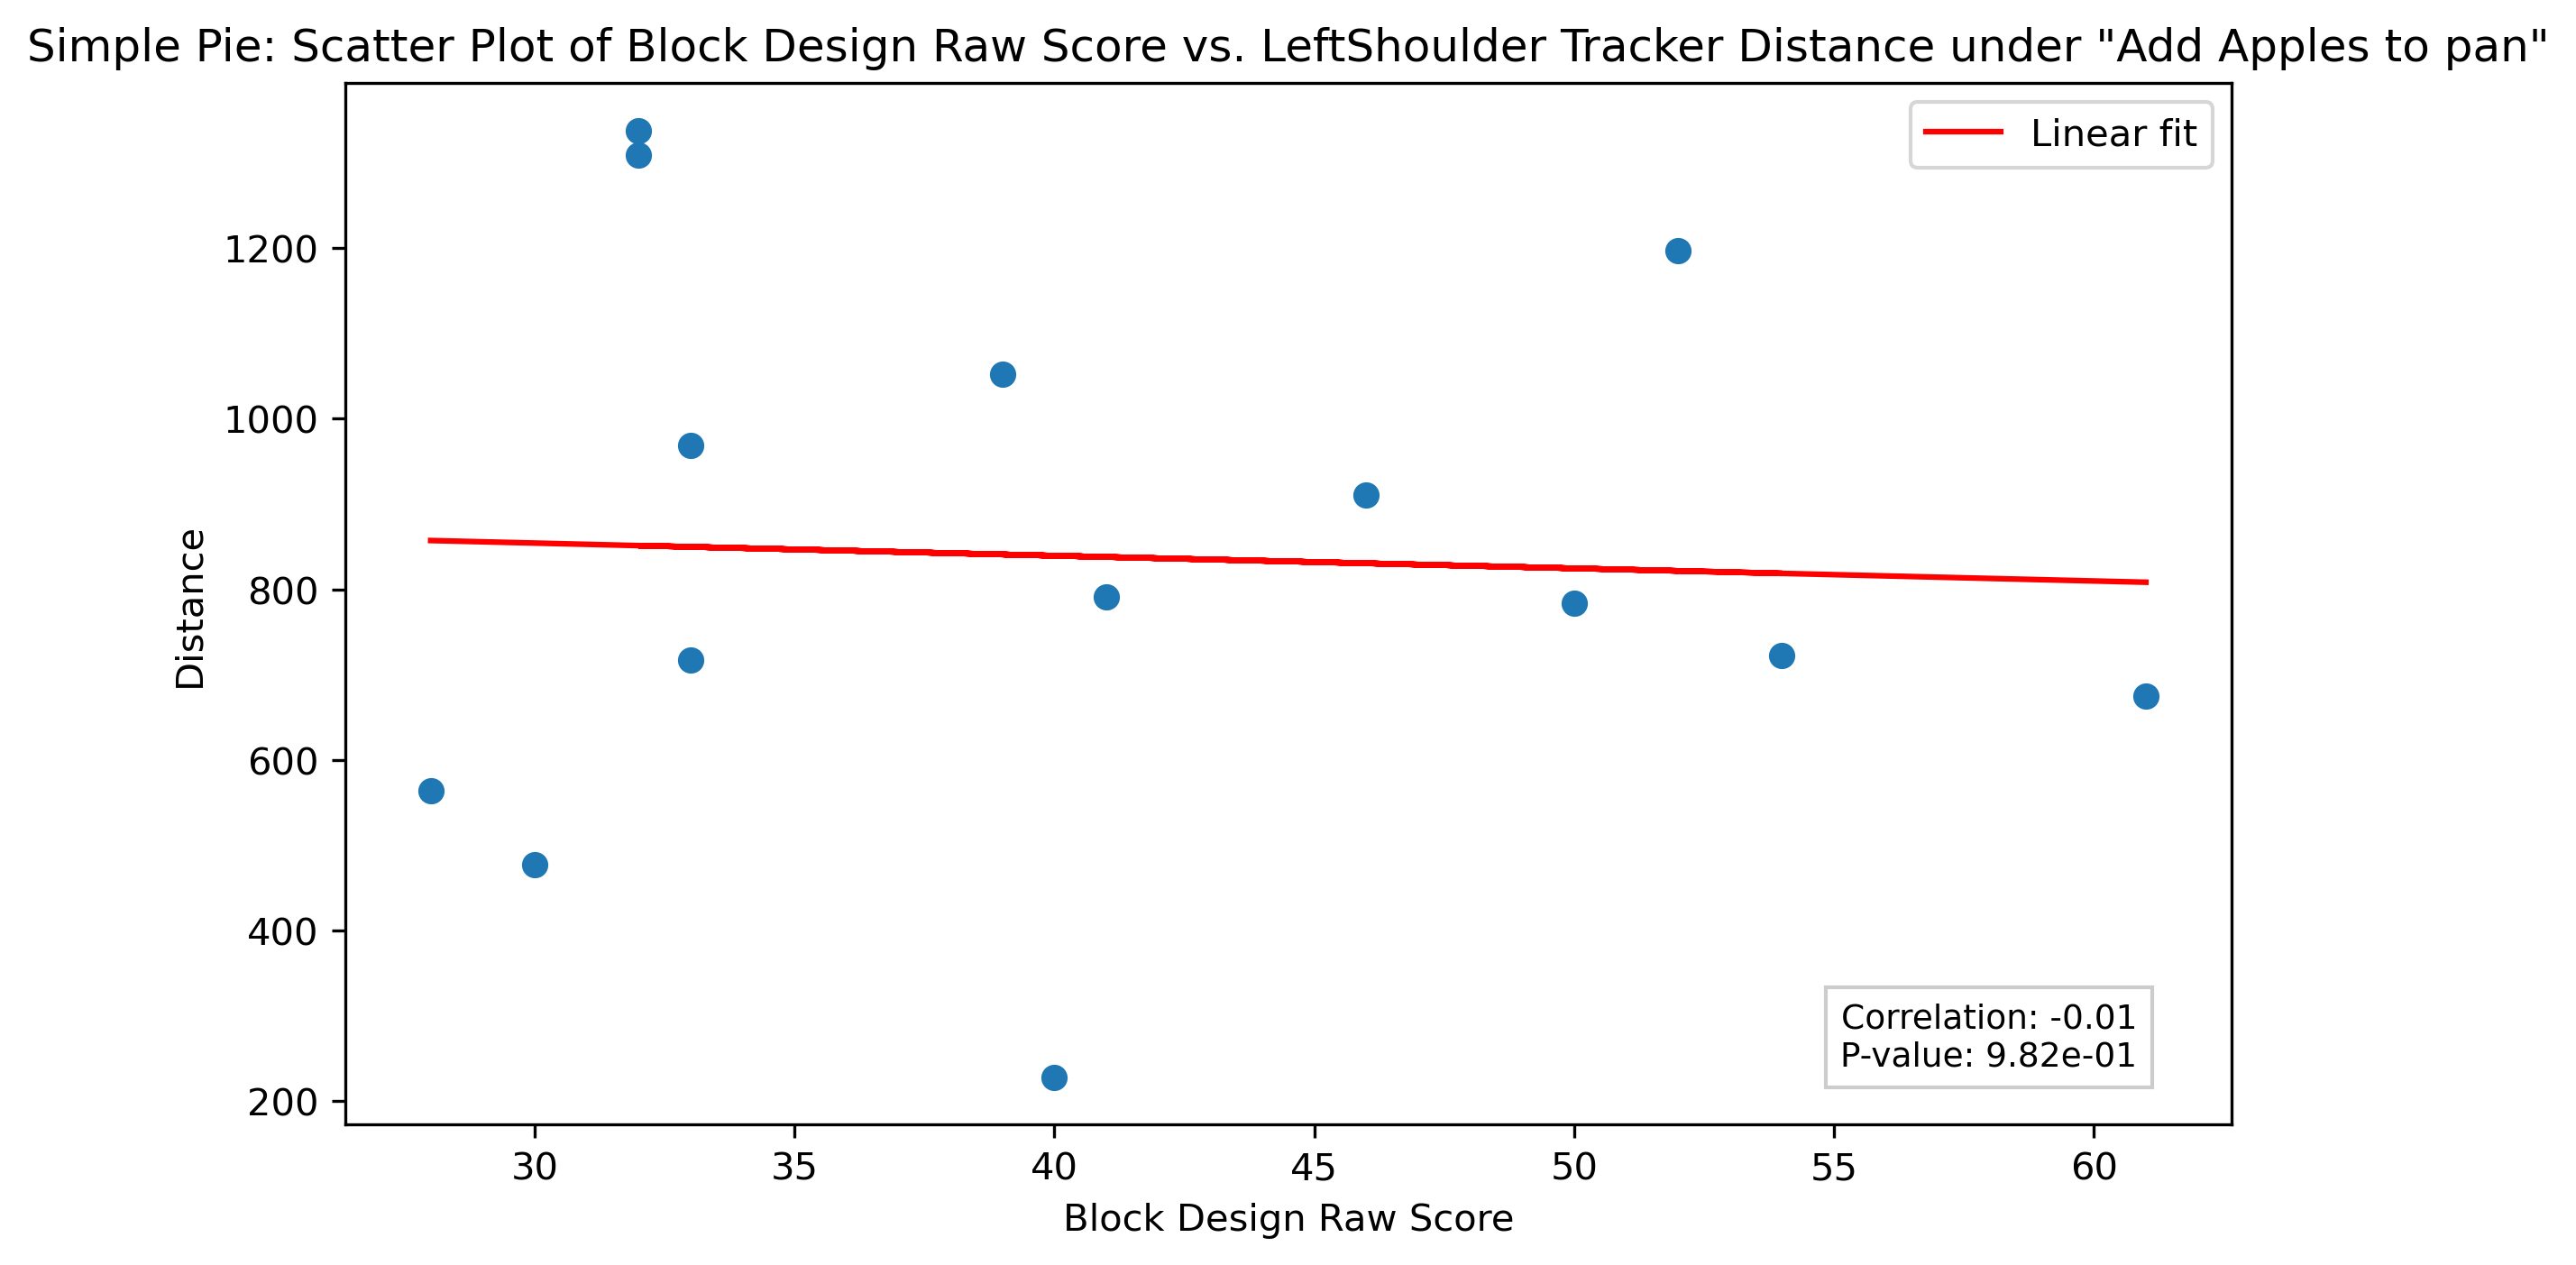 Simple Pie: Scatter Plot of Block Design Raw Score vs. LeftShoulder Tracker Distance under "Add Apples to pan"
Linear fit
1200
1000
800
600
400
200
Distance
Correlation: -0.01
P-value: 9.82e-01
30 35 40 45 50 55 60
Block Design Raw Score